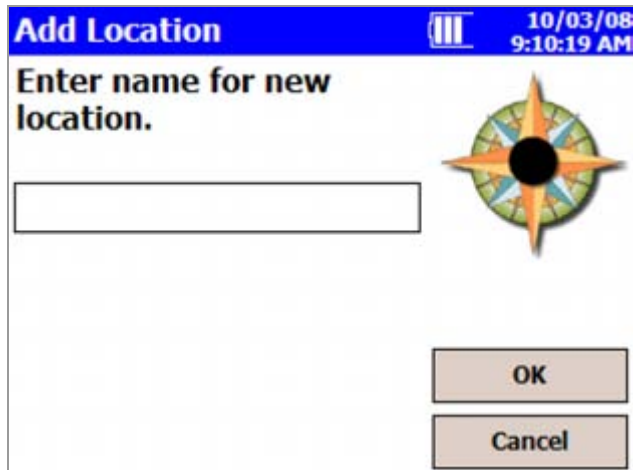 Add Location
10/03/08
9:10:19 AM
Enter name for new
location.
OK
Cancel